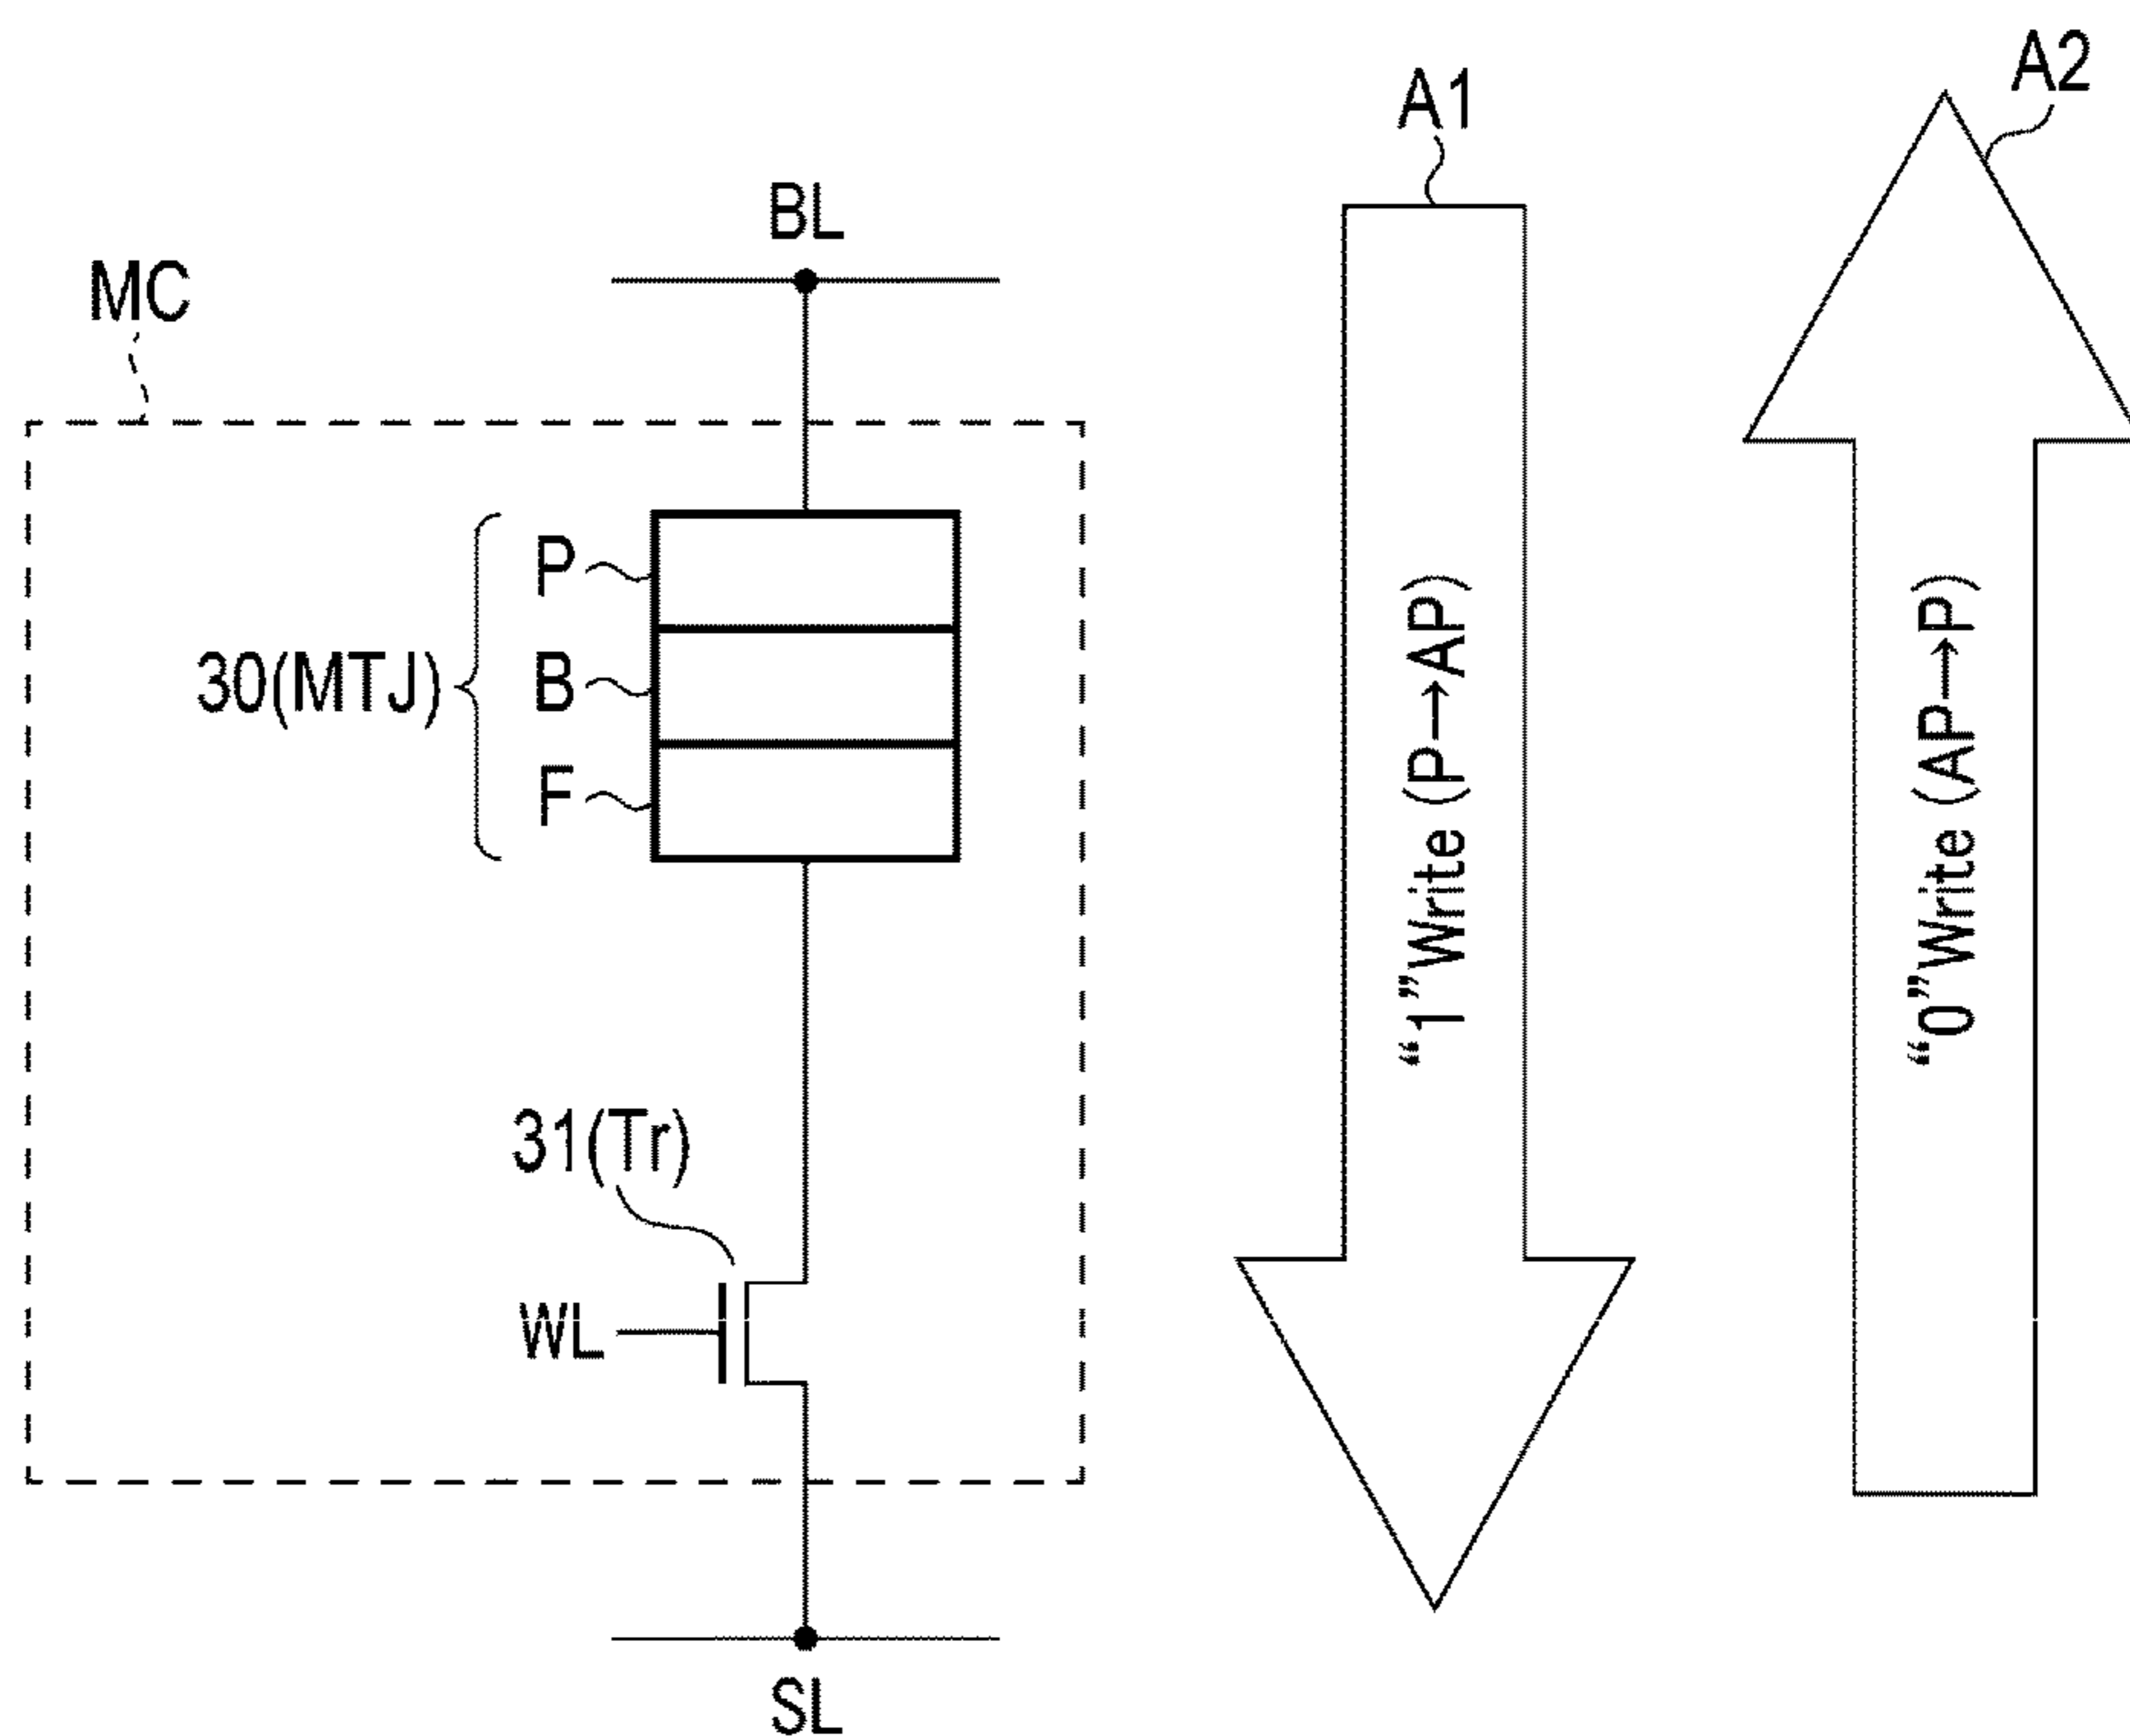 A1
A2
BL
MC
P
30(MTJ)
B
F
31(Tr)
WL
SL
“1”Write (P→AP)
“0”Write (AP→P)